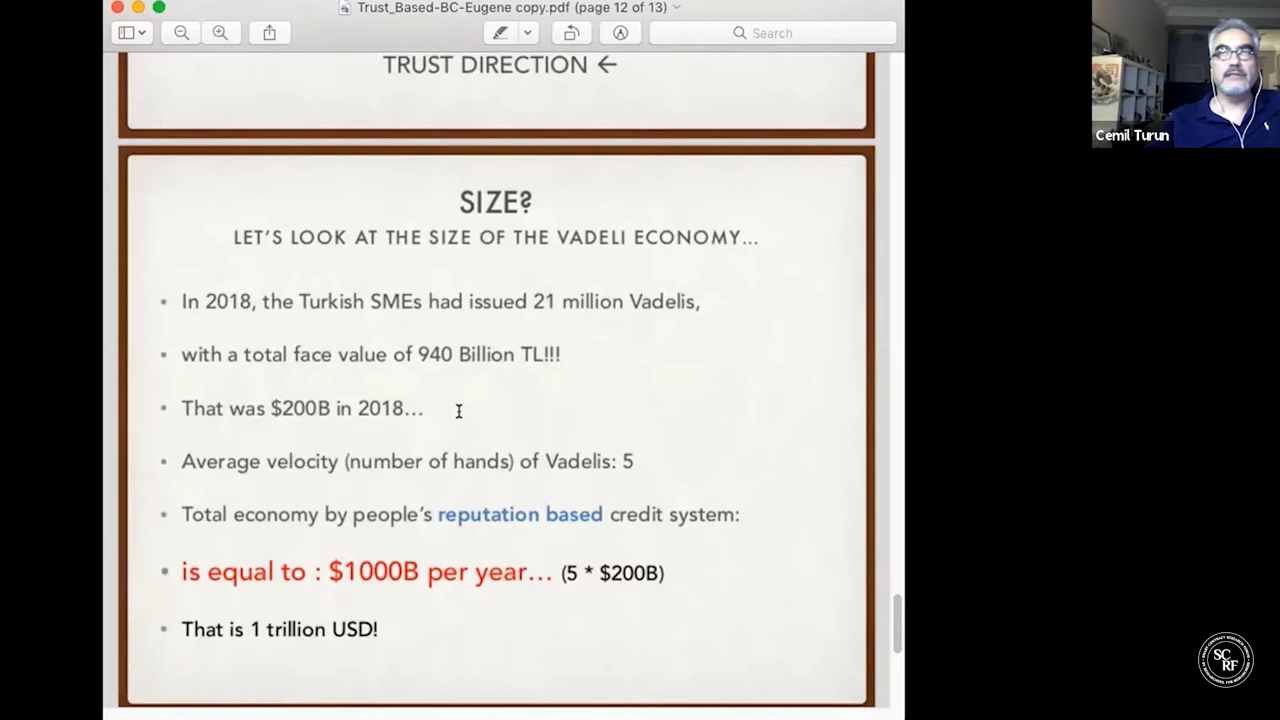 Trust_Based-BC-Eugene copy.pdf (page 12 of 13)
Search
TRUST DIRECTION ←
SIZE?
LET'S LOOK AT THE SIZE OF THE VADELI ECONOMY...
• In 2018, the Turkish SMEs had issued 21 million Vadelis,
• with a total face value of 940 Billion TL!!!
• That was $200B in 2018...
• Average velocity (number of hands) of Vadelis: 5
• Total economy by people's reputation based credit system:
• is equal to : $1000B per year... (5 * $200B)
• That is 1 trillion USD!
Cemil Turun
SC
RF